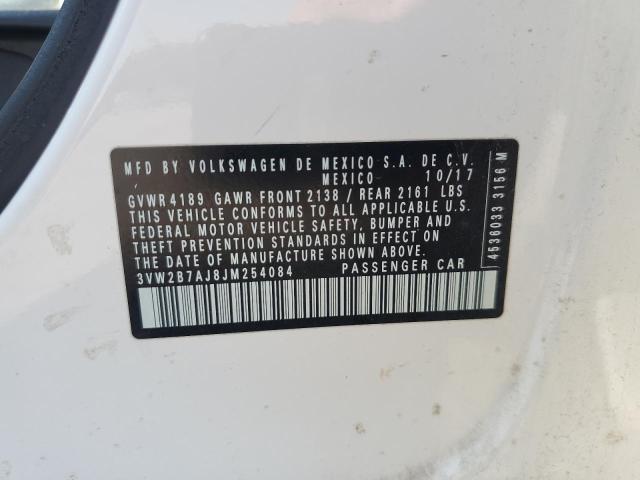 MFD BY VOLKSWAGEN DE MEXICO S.A. DE C.V.
MEXICO 10/17
GVWR 4189 GAWR FRONT 2138 / REAR 2161 LBS
THIS VEHICLE CONFORMS TO ALL APPLICABLE U.S.
FEDERAL MOTOR VEHICLE SAFETY, BUMPER AND
THEFT PREVENTION STANDARDS IN EFFECT ON
THE DATE OF MANUFACTURE SHOWN ABOVE.
3VW2B7AJ8JM254084 PASSENGER CAR
4536033 3156 M